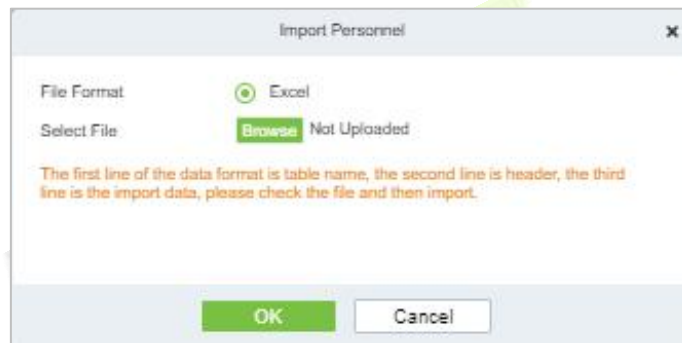 Import Personnel
File Format Excel
Select File Browse Not Uploaded
The first line of the data format is table name, the second line is header, the third
line is the import data, please check the file and then import.
OK Cancel